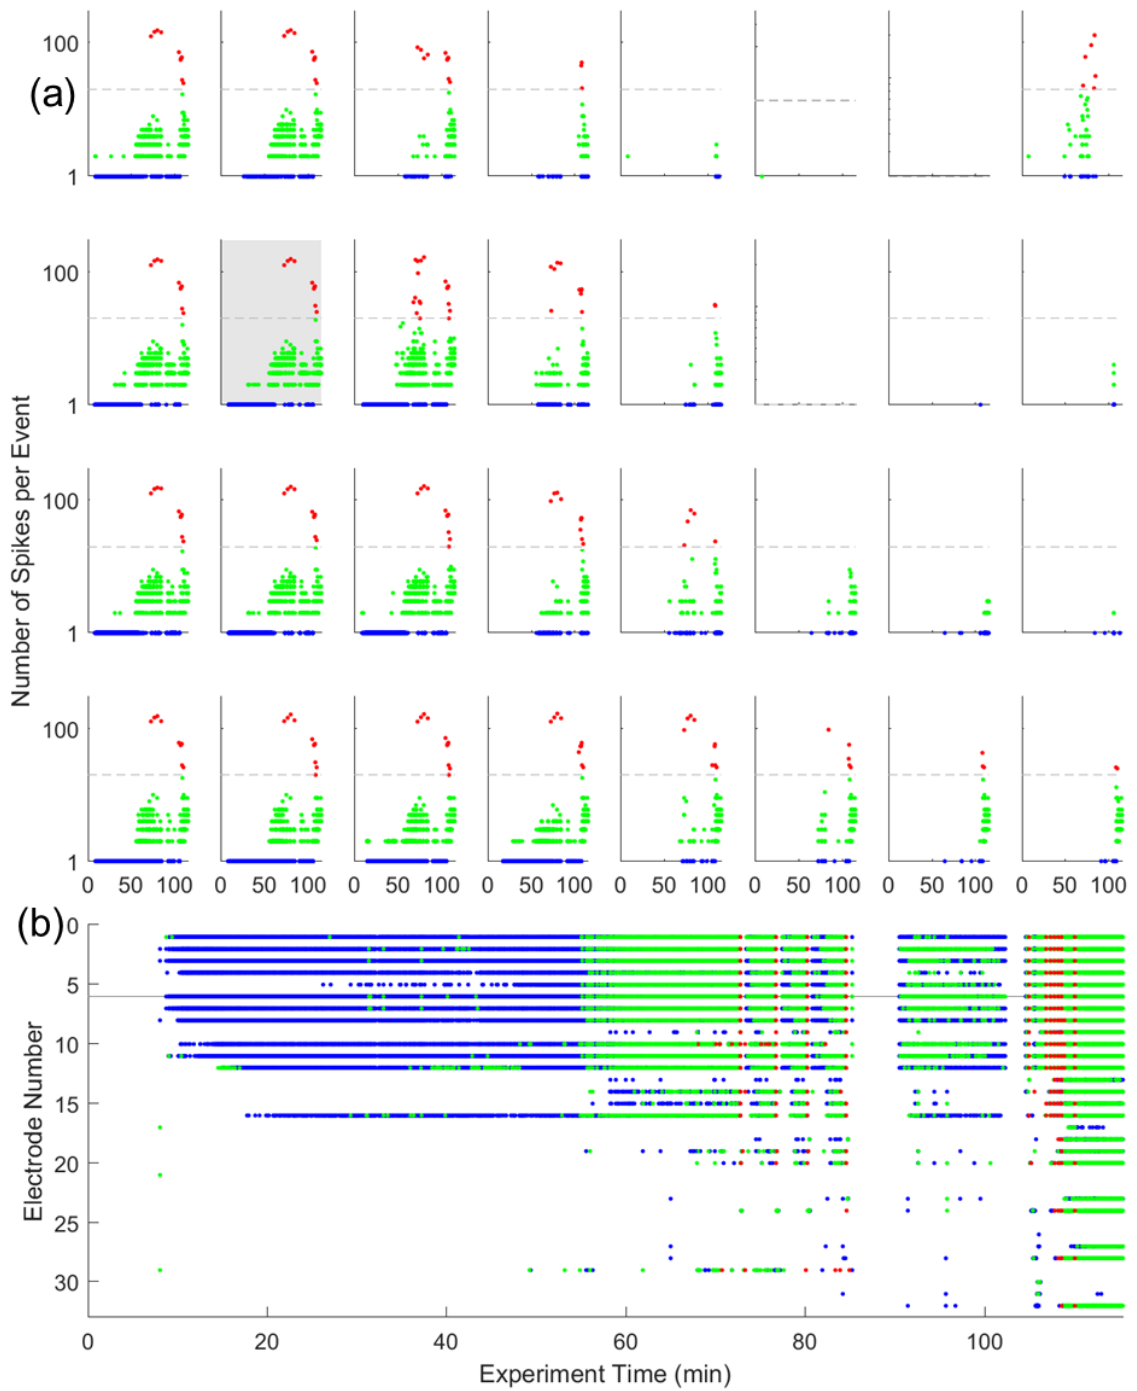 (a)
100
1
100
1
100
1
100
1
Number of Spikes per Event
0 50 100 0 50 100 0 50 100 0 50 100 0 50 100 0 50 100 0 50 100 0 50 100
(b)
0
5
10
15
20
25
30
Electrode Number
0 20 40 60 80 100
Experiment Time (min)